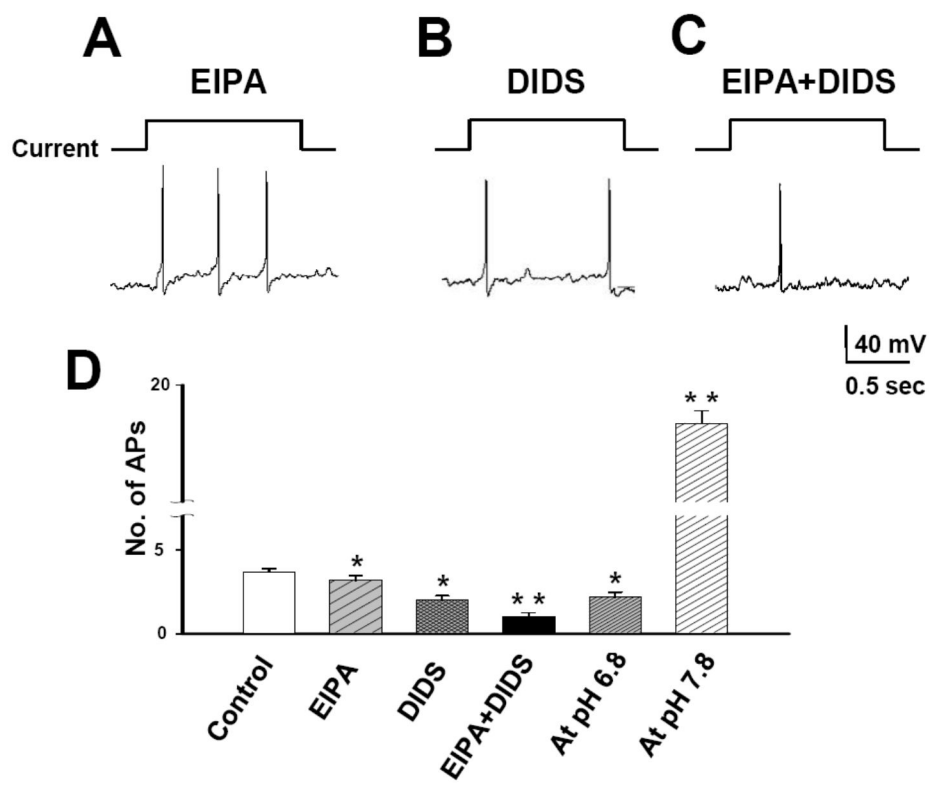 A
B
C
EIPA
DIDS
EIPA+DIDS
Current
40 mV
0.5 sec
D
20
5
0
No. of APs
*
*
* *
*
* *
Control
EIPA
DIDS
EIPA+DIDS
At pH 6.8
At pH 7.8